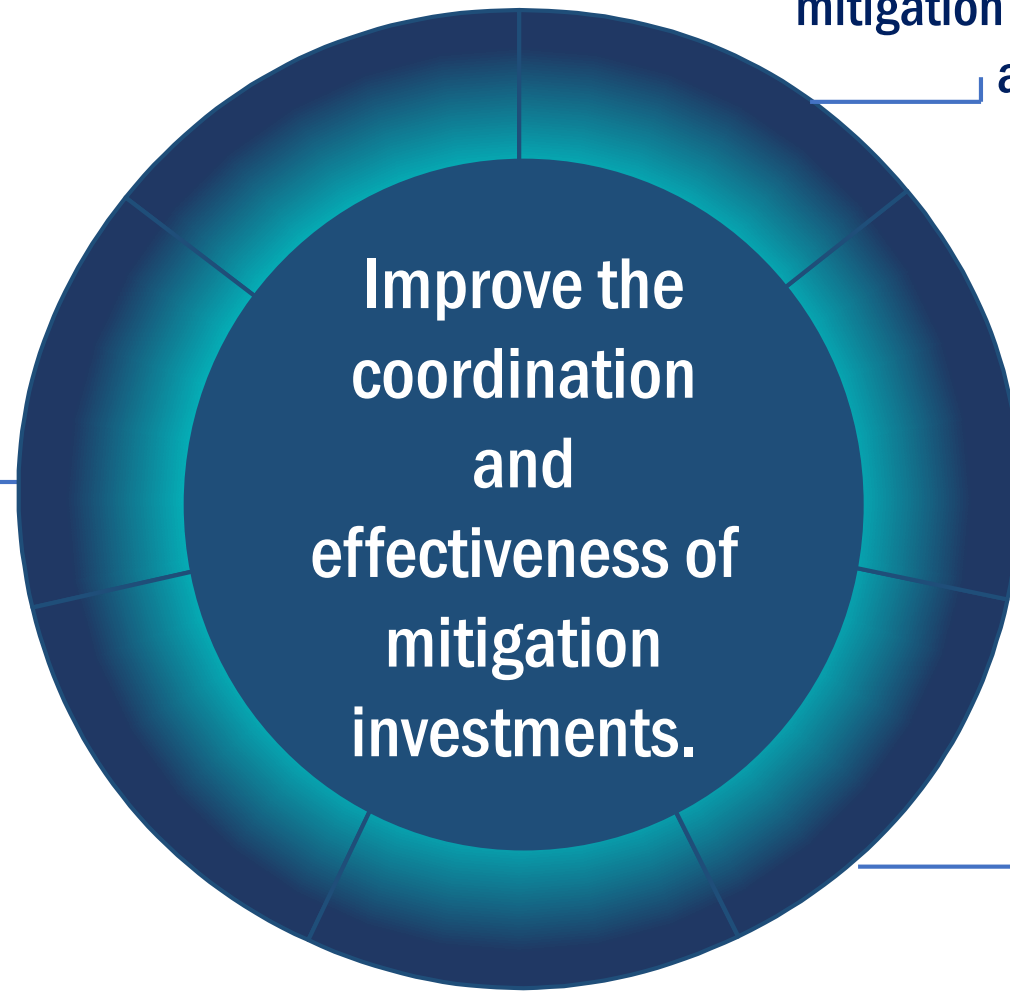 mitigation
a
Improve the
coordination
and
effectiveness of
mitigation
investments.